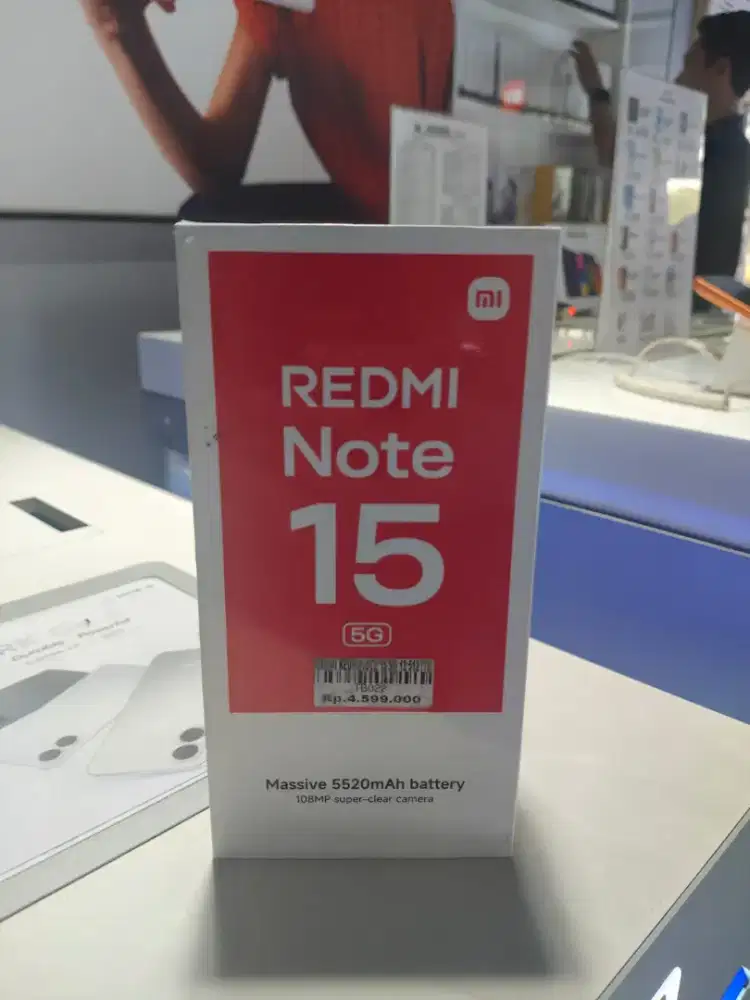 mi
REDMI
Note
15
5G
Rp.4.599.000
Massive 5520mAh battery
108MP super-clear camera